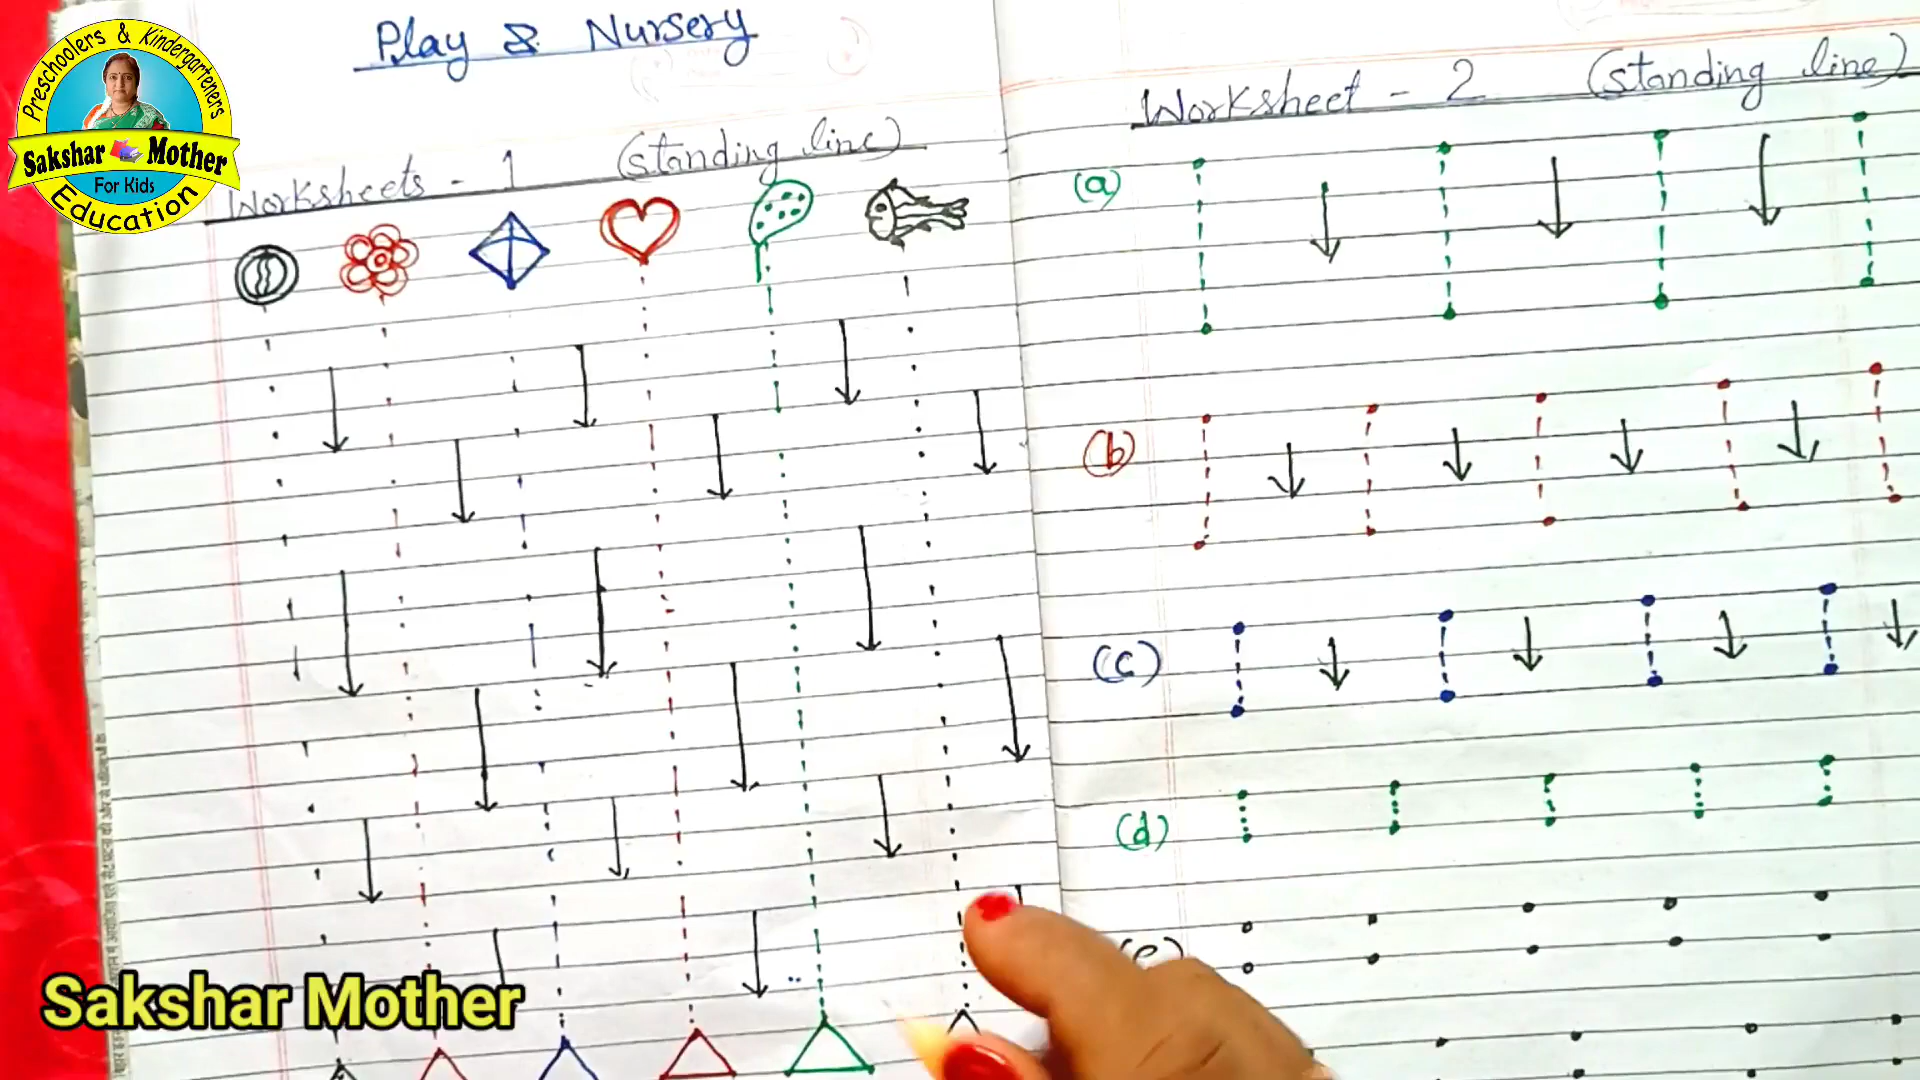 Preschoolers & Kindergarteners
Sakshar Mother
For Kids
Education
Play & Nursery
Worksheets - 1 (standing line)
Worksheet - 2 (standing line)
(a)
(b)
(c)
(d)
(e)
Sakshar Mother